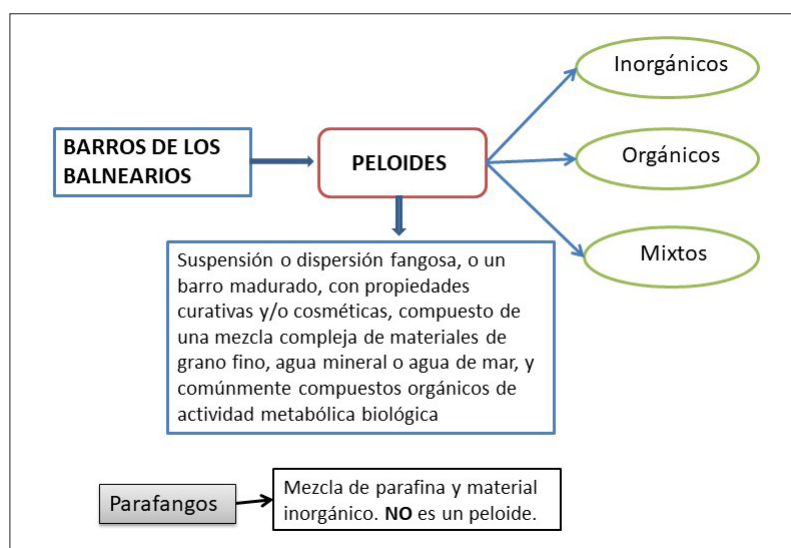 BARROS DE LOS
BALNEARIOS
PELOIDES
Inorgánicos
Orgánicos
Mixtos
Suspensión o dispersión fangosa, o un
barro madurado, con propiedades
curativas y/o cosméticas, compuesto de
una mezcla compleja de materiales de
grano fino, agua mineral o agua de mar, y
comúnmente compuestos orgánicos de
actividad metabólica biológica
Parafangos
Mezcla de parafina y material
inorgánico. NO es un peloide.